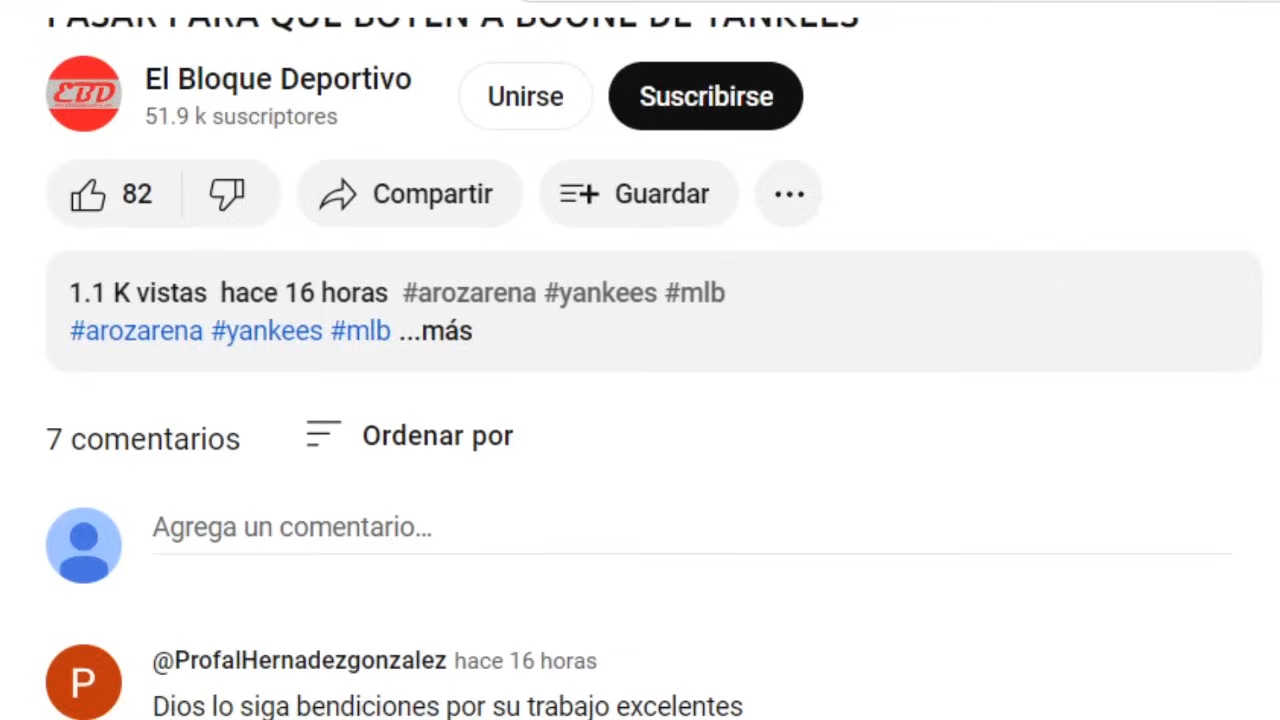 PASAR PARA QUE BOTEN A BOONE DE YANKEES
EBD
El Bloque Deportivo
51.9 k suscriptores
Unirse
Suscribirse
82
Compartir
Guardar
1.1 K vistas hace 16 horas #arozarena #yankees #mlb
#arozarena #yankees #mlb ...más
7 comentarios
Ordenar por
Agrega un comentario...
P
@ProfalHernadezgonzalez hace 16 horas
Dios lo siga bendiciones por su trabajo excelentes